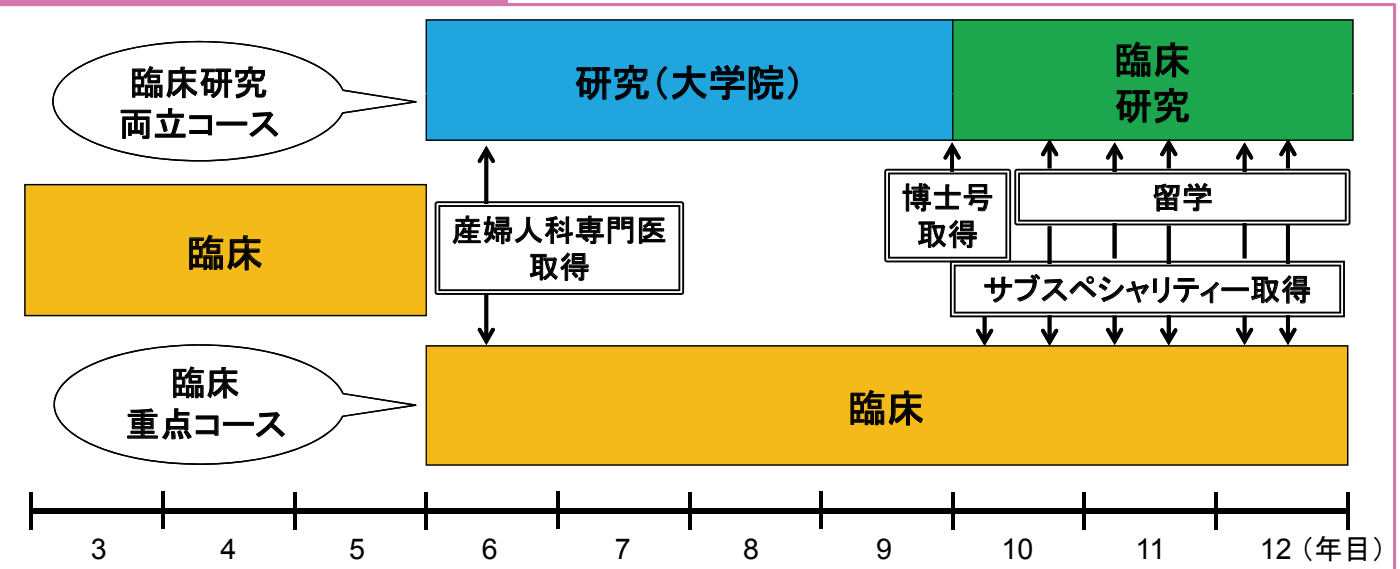 臨床研究
両立コース
研究(大学院)
臨床
研究
臨床
産婦人科専門医
取得
博士号
取得
留学
サブスペシャリティー取得
臨床
重点コース
臨床
3 4 5 6 7 8 9 10 11 12 (年目)